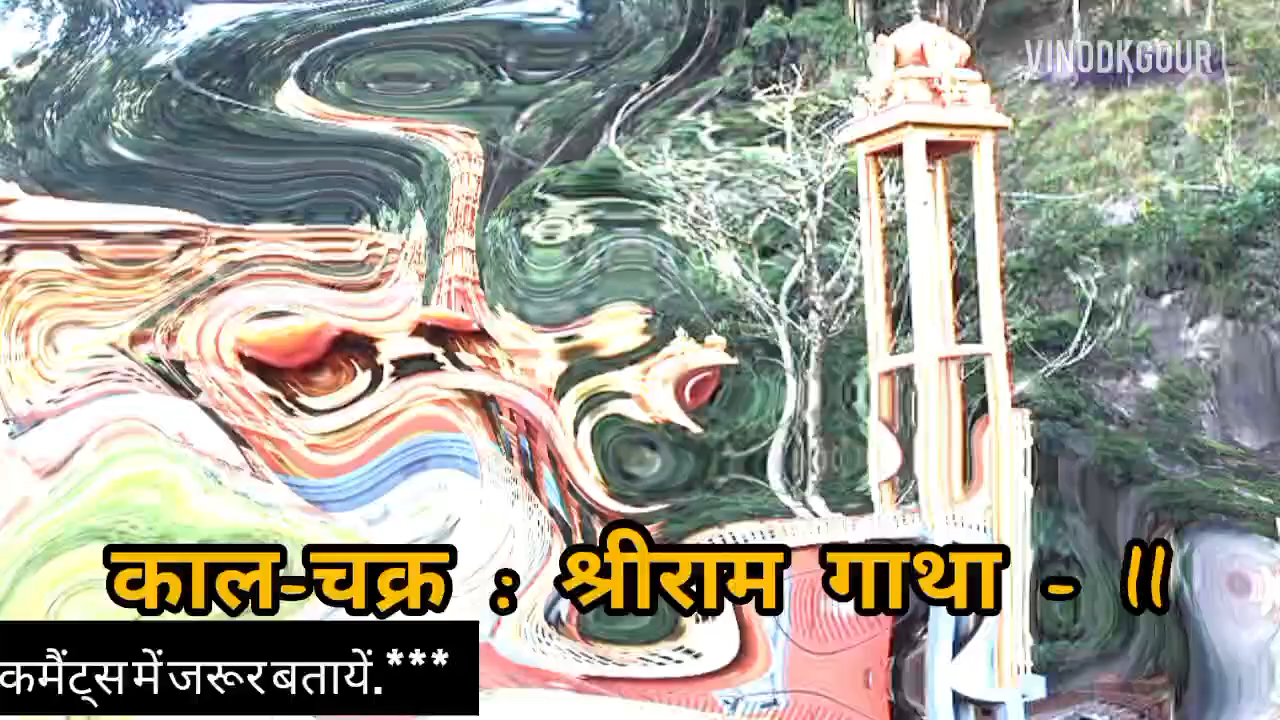 VINODKGOUR
काल-चक्र : श्रीराम गाथा - ॥
कमैंट्स में जरूर बतायें. ***